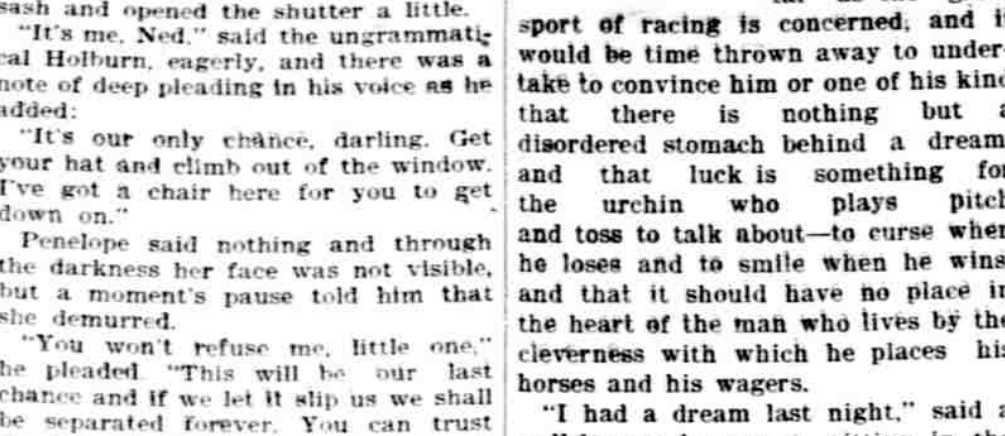 sash and opened the shutter a little.
"It's me, Ned," said the ungrammati-
cal Holburn, eagerly, and there was a
note of deep pleading in his voice as he
added:
"It's our only chance, darling. Get
your hat and climb out of the window.
I've got a chair here for you to get
down on."
Penelope said nothing and through
the darkness her face was not visible,
but a moment's pause told him that
she demurred.
"You won't refuse me, little one,"
he pleaded. "This will be our last
chance and if we let it slip us we shall
be separated forever. You can trust
sport of racing is concerned, and i
would be time thrown away to under
take to convince him or one of his kind
that there is nothing but a
disordered stomach behind a dream
and that luck is something for
the urchin who plays pitch
and toss to talk about—to curse when
he loses and to smile when he wins
and that it should have no place in
the heart of the man who lives by the
cleverness with which he places his
horses and his wagers.
"I had a dream last night," said a